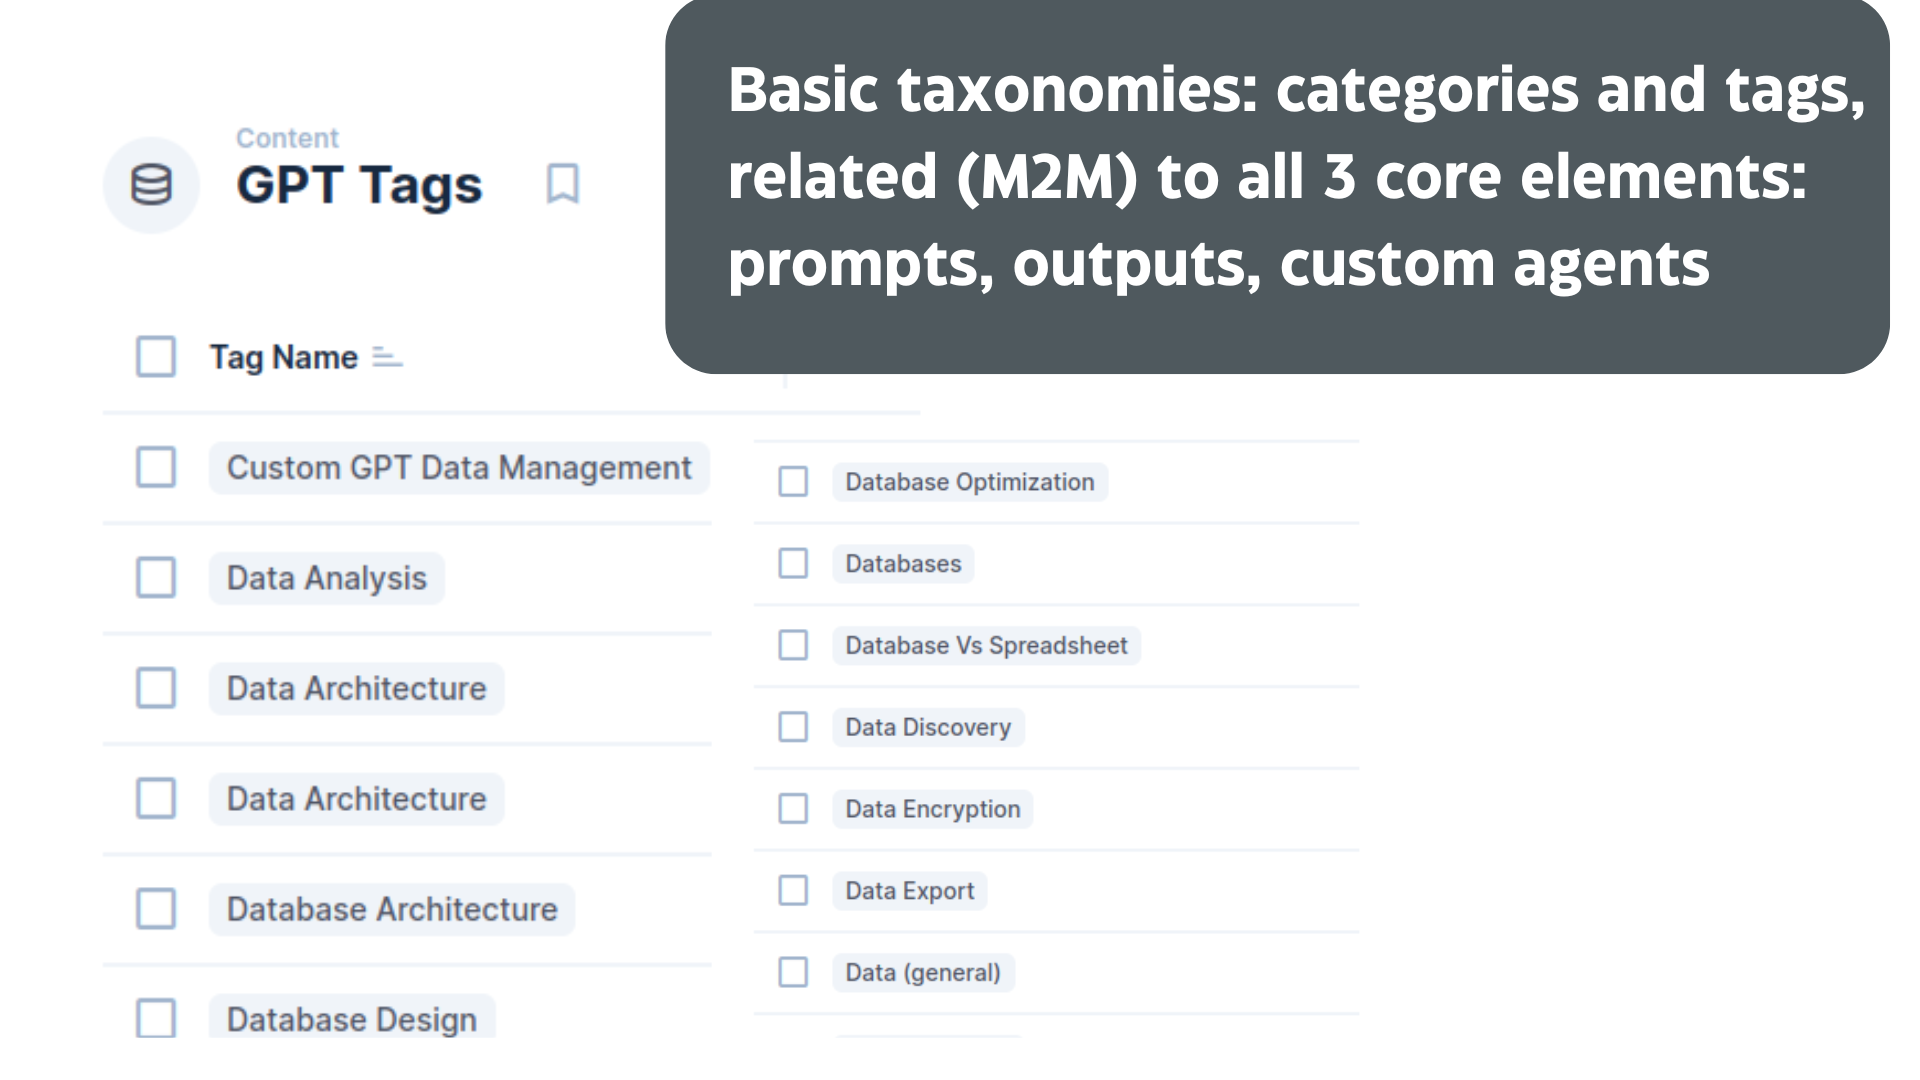 Basic taxonomies: categories and tags,
related (M2M) to all 3 core elements:
prompts, outputs, custom agents
Content
GPT Tags
Tag Name
Custom GPT Data Management
Data Analysis
Data Architecture
Data Architecture
Database Architecture
Database Design
Database Optimization
Databases
Database Vs Spreadsheet
Data Discovery
Data Encryption
Data Export
Data (general)